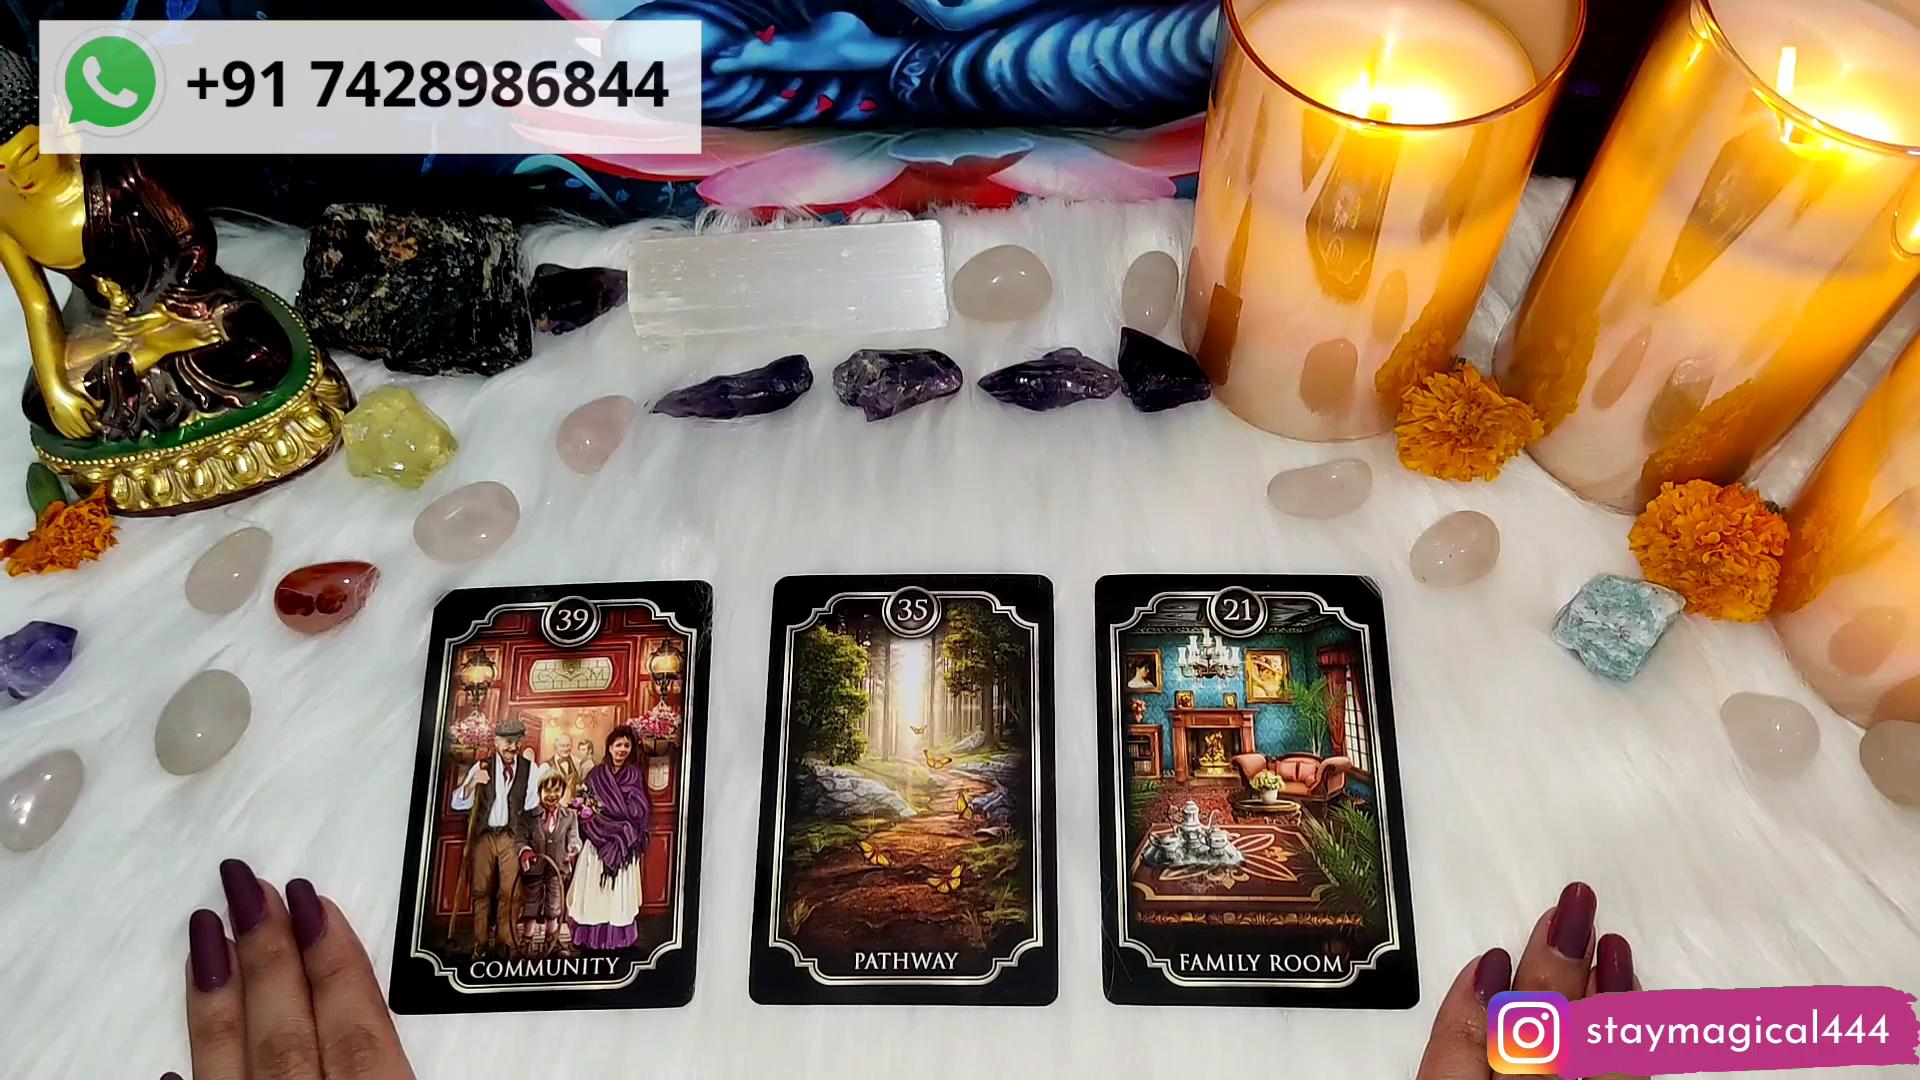 +91 7428986844
39
COMMUNITY
35
PATHWAY
21
FAMILY ROOM
staymagical444